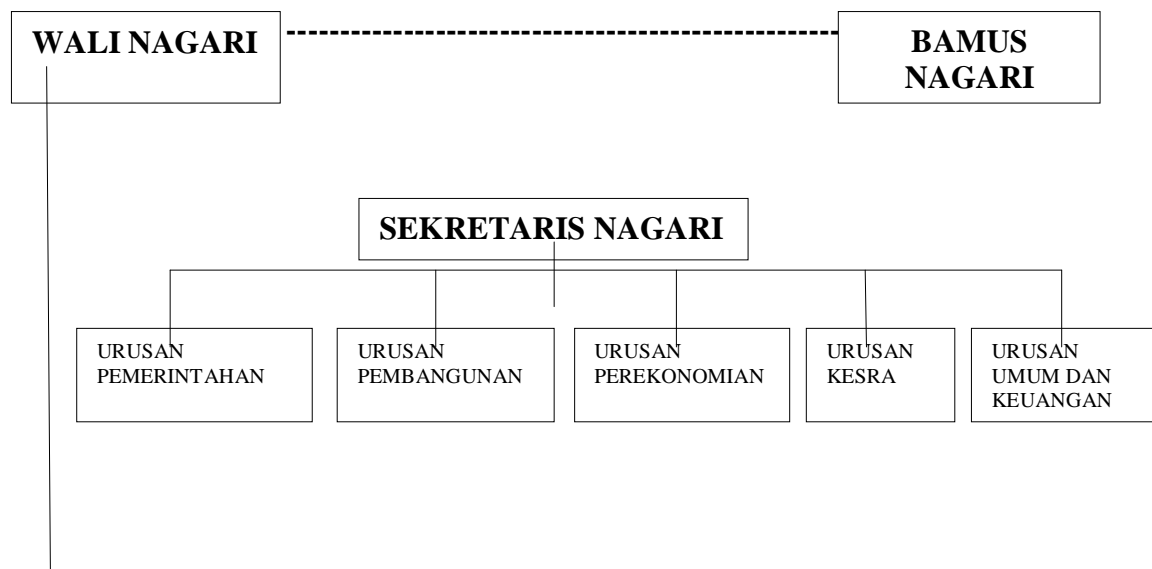 WALI NAGARI
BAMUS
NAGARI
SEKRETARIS NAGARI
URUSAN
PEMERINTAHAN
URUSAN
PEMBANGUNAN
URUSAN
PEREKONOMIAN
URUSAN
KESRA
URUSAN
UMUM DAN
KEUANGAN